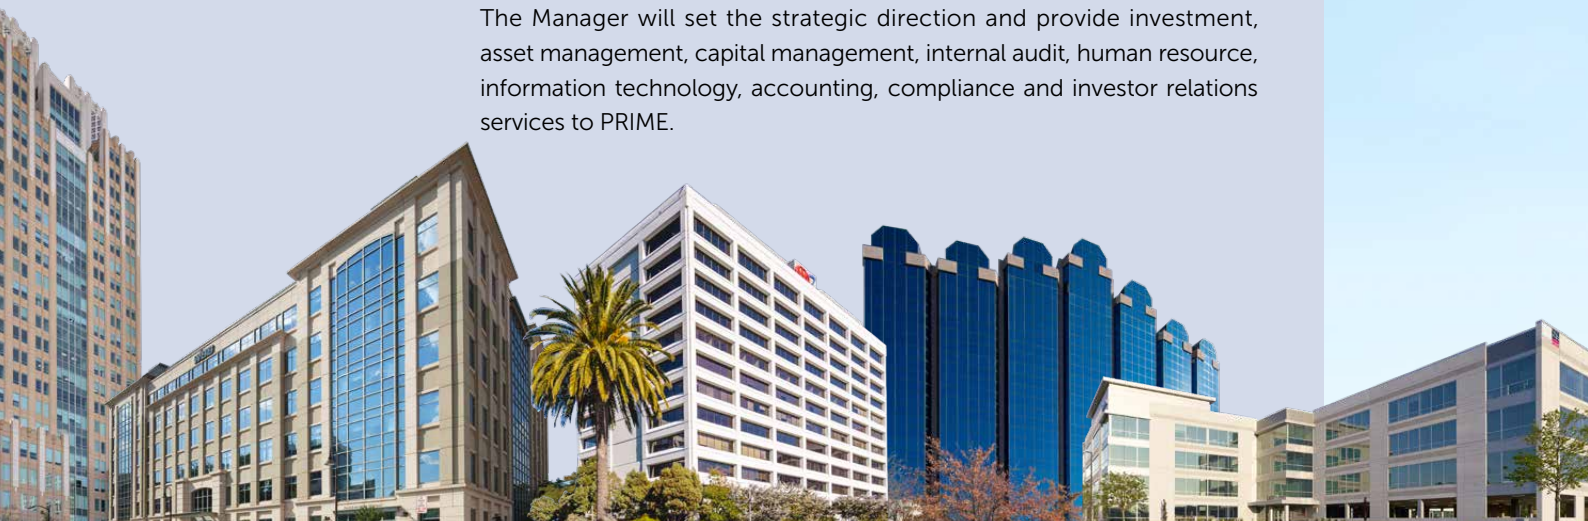 The Manager will set the strategic direction and provide investment,
asset management, capital management, internal audit, human resource,
information technology, accounting, compliance and investor relations
services to PRIME.